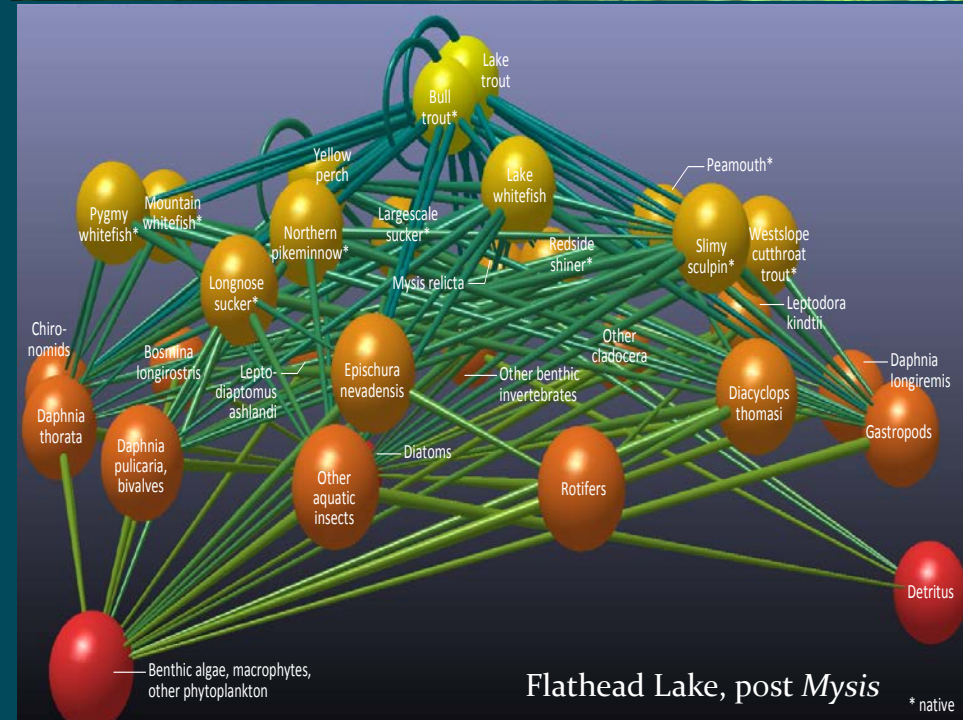 Lake
trout
Bull
trout*
Yellow
perch
Lake
whitefish
Peamouth*
Pygmy
whitefish*
Mountain
whitefish*
Northern
pikeminnow*
Largescale
sucker*
Redside
shiner*
Slimy
sculpin*
Westslope
cutthroat
trout*
Longnose
sucker*
Mysis relicta
Leptodora
kindtii
Chiro-
nomids
Bosmina
longirostris
Lepto-
diaptomus
ashlandi
Epischura
nevadensis
Other benthic
invertebrates
Other
cladocera
Diacyclops
thomasi
Daphnia
longiremis
Daphnia
thorata
Daphnia
pulicaria,
bivalves
Gastropods
Diatoms
Other
aquatic
insects
Rotifers
Detritus
Benthic algae, macrophytes,
other phytoplankton
Flathead Lake, post Mysis
* native